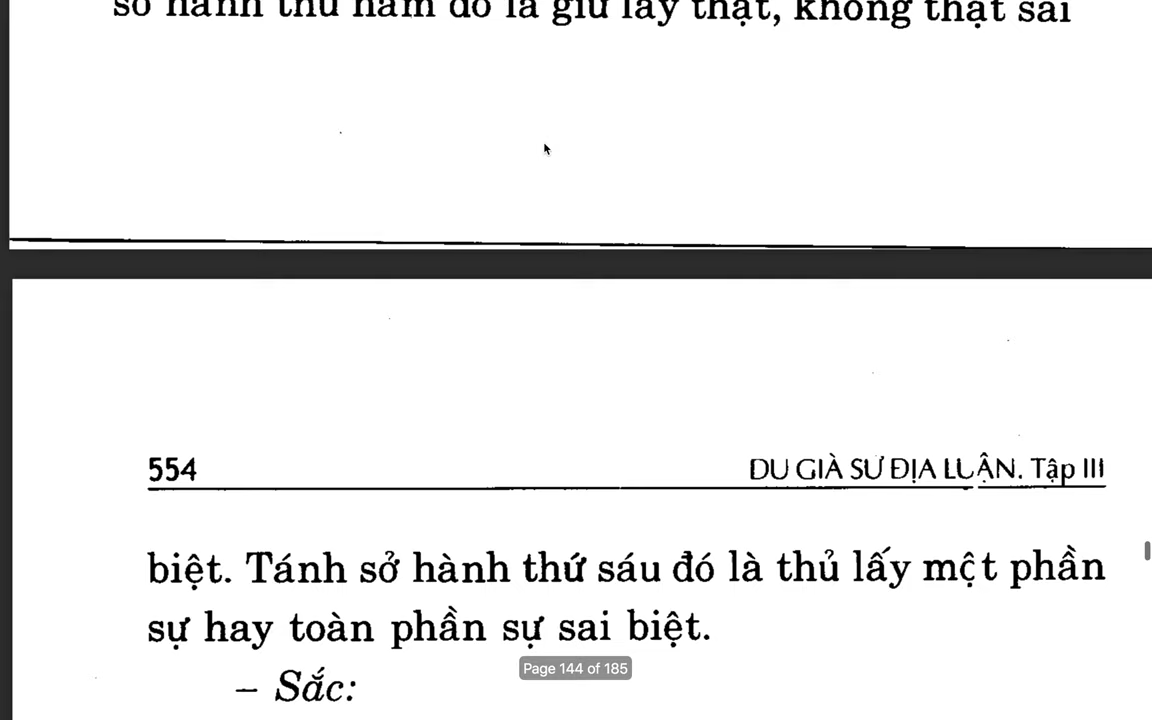 sở hành thứ năm đó là giữ lấy thật, không thật sai
554
DU GIÀ SƯ ĐỊA LUẬN. Tập III
biệt. Tánh sở hành thứ sáu đó là thủ lấy một phần
sự hay toàn phần sự sai biệt.
Page 144 of 185
– Sắc: